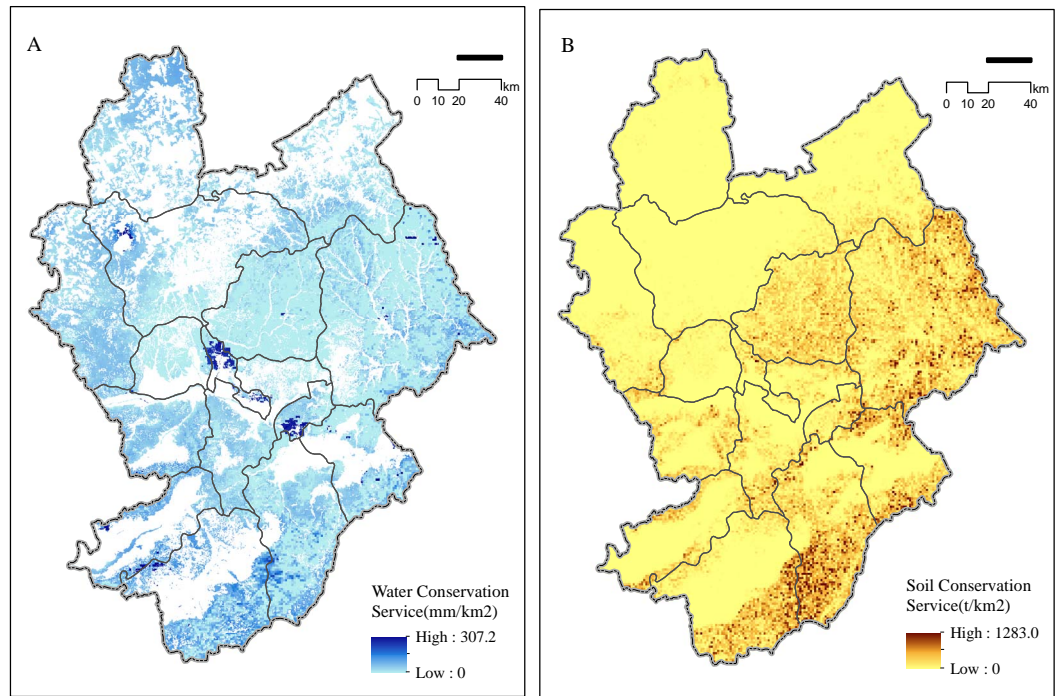 A
km
0 10 20 40
Water Conservation
Service(mm/km2)
High : 307.2
Low : 0
B
km
0 10 20 40
Soil Conservation
Service(t/km2)
High : 1283.0
Low : 0